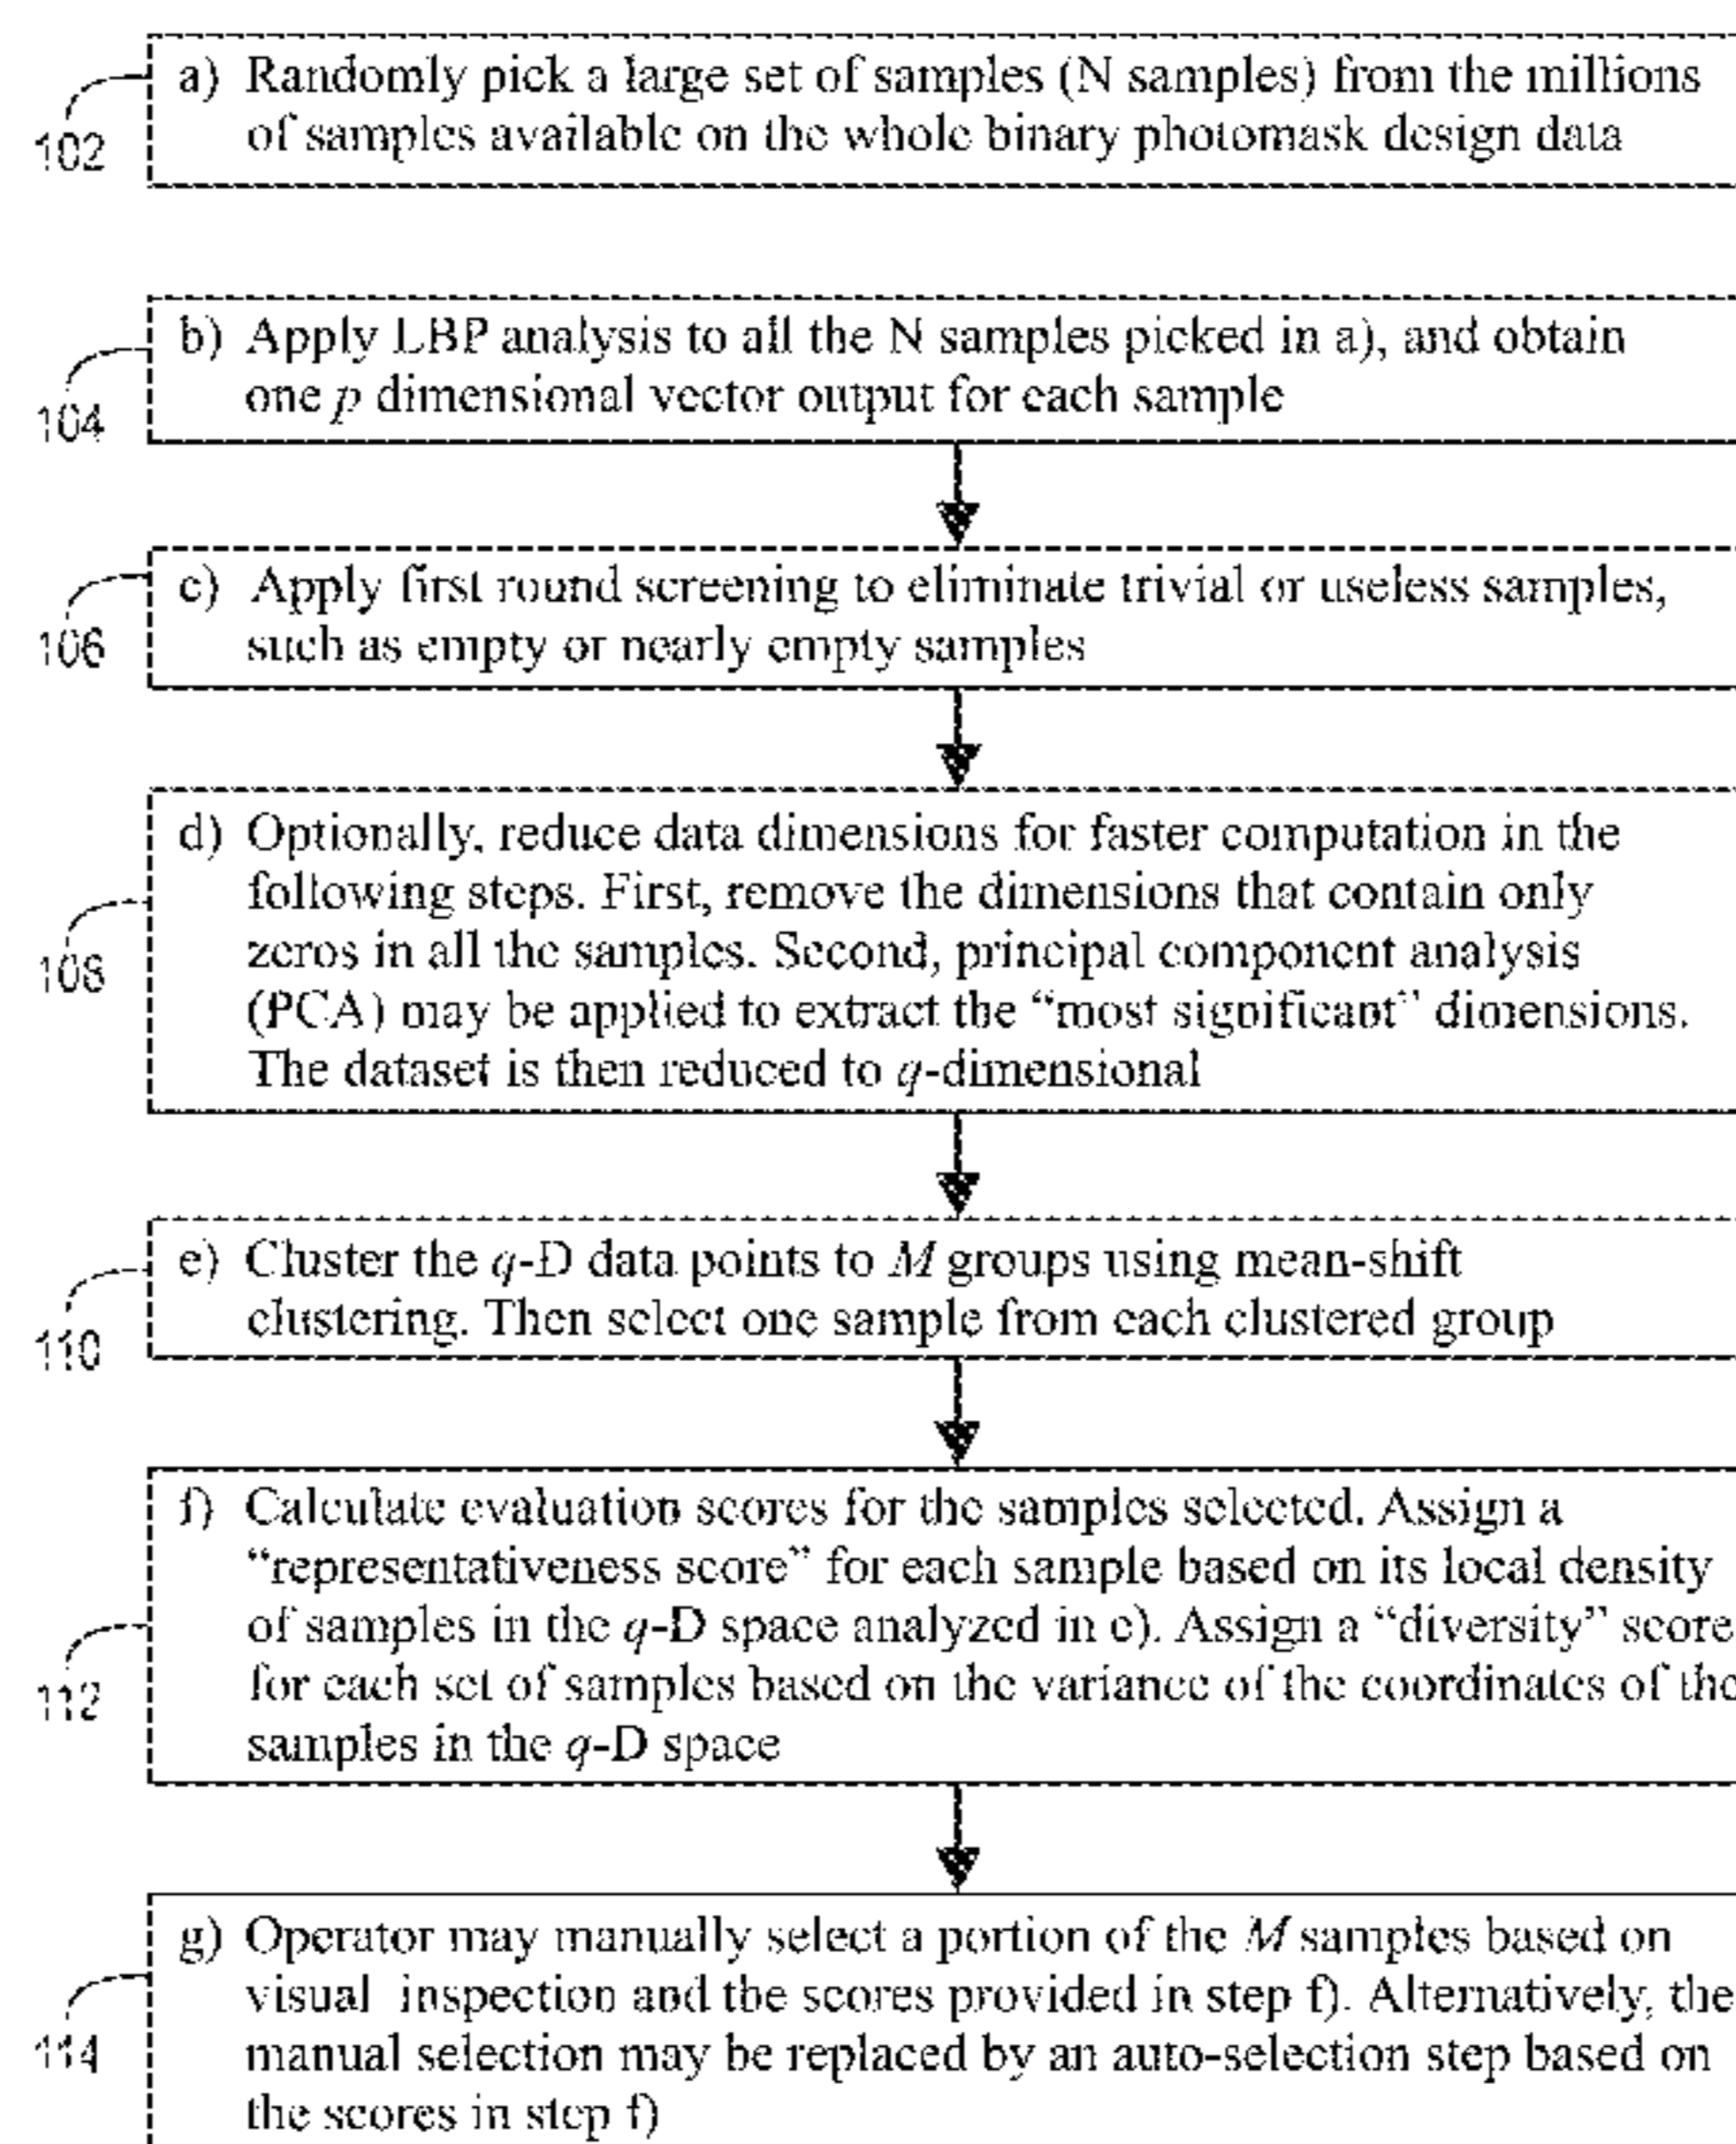 a) Randomly pick a large set of samples (N samples) from the millions
of samples available on the whole binary photomask design data
102
b) Apply LBP analysis to all the N samples picked in a), and obtain
one p dimensional vector output for each sample
104
c) Apply first round screening to eliminate trivial or useless samples,
such as empty or nearly empty samples
106
d) Optionally, reduce data dimensions for faster computation in the
following steps. First, remove the dimensions that contain only
zeros in all the samples. Second, principal component analysis
(PCA) may be applied to extract the “most significant” dimensions.
The dataset is then reduced to q-dimensional
108
e) Cluster the q-D data points to M groups using mean-shift
clustering. Then select one sample from each clustered group
110
f) Calculate evaluation scores for the samples selected. Assign a
“representativeness score” for each sample based on its local density
of samples in the q-D space analyzed in e). Assign a “diversity” score
for each set of samples based on the variance of the coordinates of the
samples in the q-D space
112
g) Operator may manually select a portion of the M samples based on
visual inspection and the scores provided in step f). Alternatively, the
manual selection may be replaced by an auto-selection step based on
the scores in step f)
114